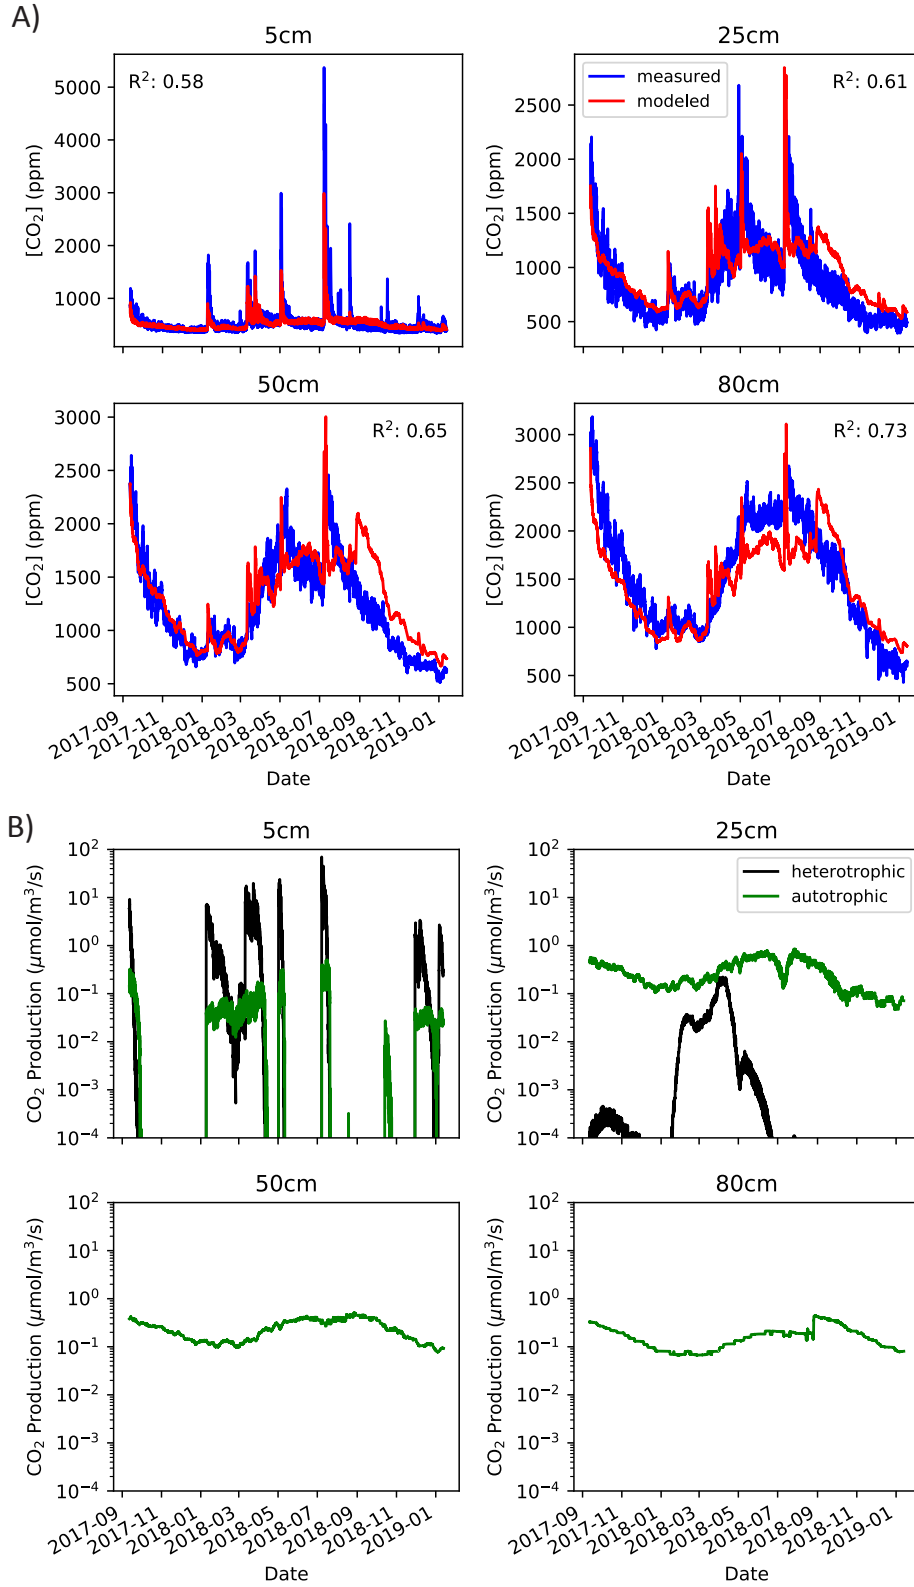 A)
5cm
R²: 0.58
[CO₂] (ppm)
5000
4000
3000
2000
1000
25cm
measured
modeled
R²: 0.61
[CO₂] (ppm)
2500
2000
1500
1000
500
50cm
R²: 0.65
[CO₂] (ppm)
3000
2500
2000
1500
1000
500
2017-09
2017-11
2018-01
2018-03
2018-05
2018-07
2018-09
2018-11
2019-01
Date
80cm
R²: 0.73
[CO₂] (ppm)
3000
2500
2000
1500
1000
500
2017-09
2017-11
2018-01
2018-03
2018-05
2018-07
2018-09
2018-11
2019-01
Date
B)
5cm
CO₂ Production (μmol/m³/s)
10²
10¹
10⁰
10⁻¹
10⁻²
10⁻³
10⁻⁴
25cm
heterotrophic
autotrophic
CO₂ Production (μmol/m³/s)
10²
10¹
10⁰
10⁻¹
10⁻²
10⁻³
10⁻⁴
50cm
CO₂ Production (μmol/m³/s)
10²
10¹
10⁰
10⁻¹
10⁻²
10⁻³
10⁻⁴
2017-09
2017-11
2018-01
2018-03
2018-05
2018-07
2018-09
2018-11
2019-01
Date
80cm
CO₂ Production (μmol/m³/s)
10²
10¹
10⁰
10⁻¹
10⁻²
10⁻³
10⁻⁴
2017-09
2017-11
2018-01
2018-03
2018-05
2018-07
2018-09
2018-11
2019-01
Date